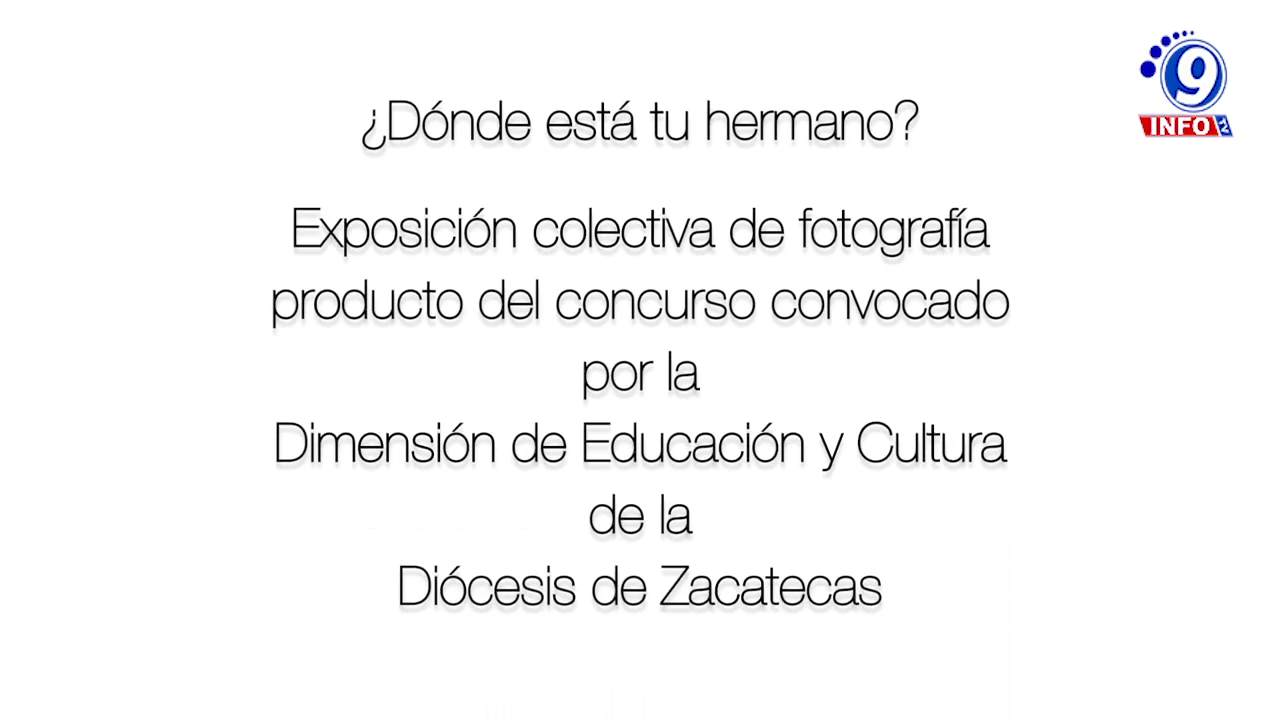 ¿Dónde está tu hermano?
Exposición colectiva de fotografía
producto del concurso convocado
por la
Dimensión de Educación y Cultura
de la
Diócesis de Zacatecas
9
INFO TV